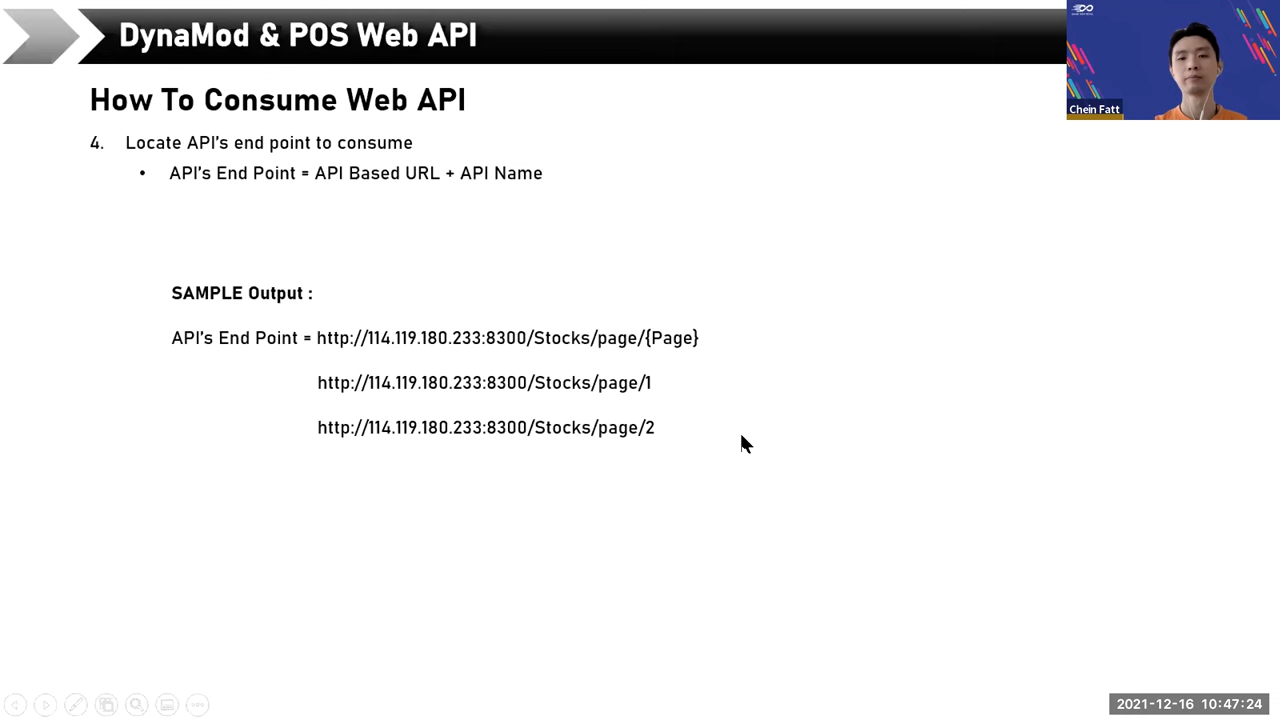 DynaMod & POS Web API
Chein Fatt
How To Consume Web API
4. Locate API's end point to consume
• API's End Point = API Based URL + API Name
SAMPLE Output :
API's End Point = http://114.119.180.233:8300/Stocks/page/{Page}
http://114.119.180.233:8300/Stocks/page/1
http://114.119.180.233:8300/Stocks/page/2
2021-12-16 10:47:24